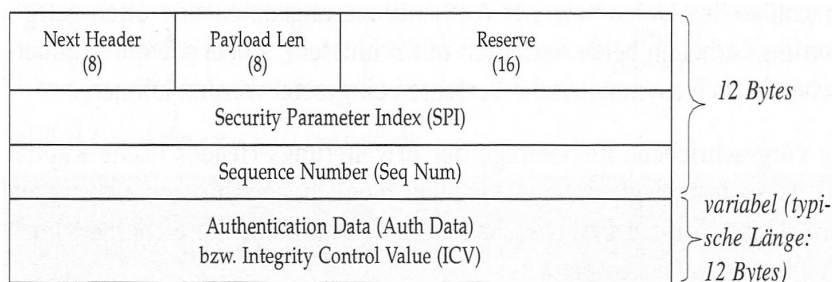 Next Header
(8)
Payload Len
(8)
Reserve
(16)
12 Bytes
Security Parameter Index (SPI)
Sequence Number (Seq Num)
Authentication Data (Auth Data)
bzw. Integrity Control Value (ICV)
variabel (typi-
sche Länge:
12 Bytes)